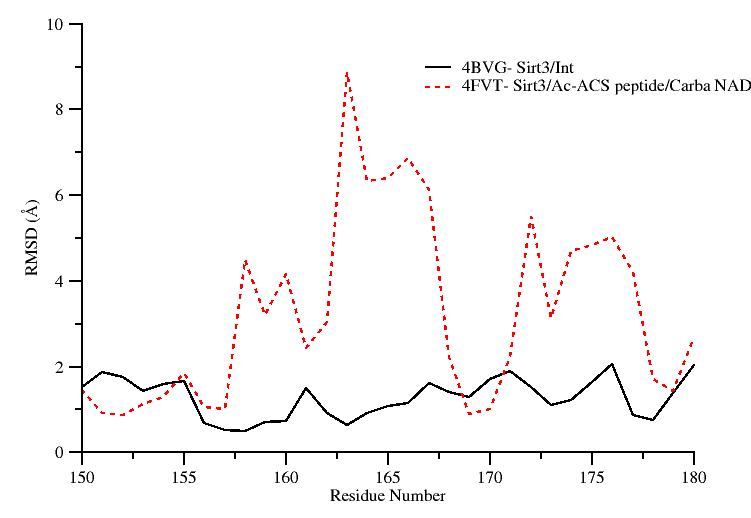 10
8
6
4
2
0
RMSD (Å)
4BVG- Sirt3/Int
4FVT- Sirt3/Ac-ACS peptide/Carba NAD
150 155 160 165 170 175 180
Residue Number